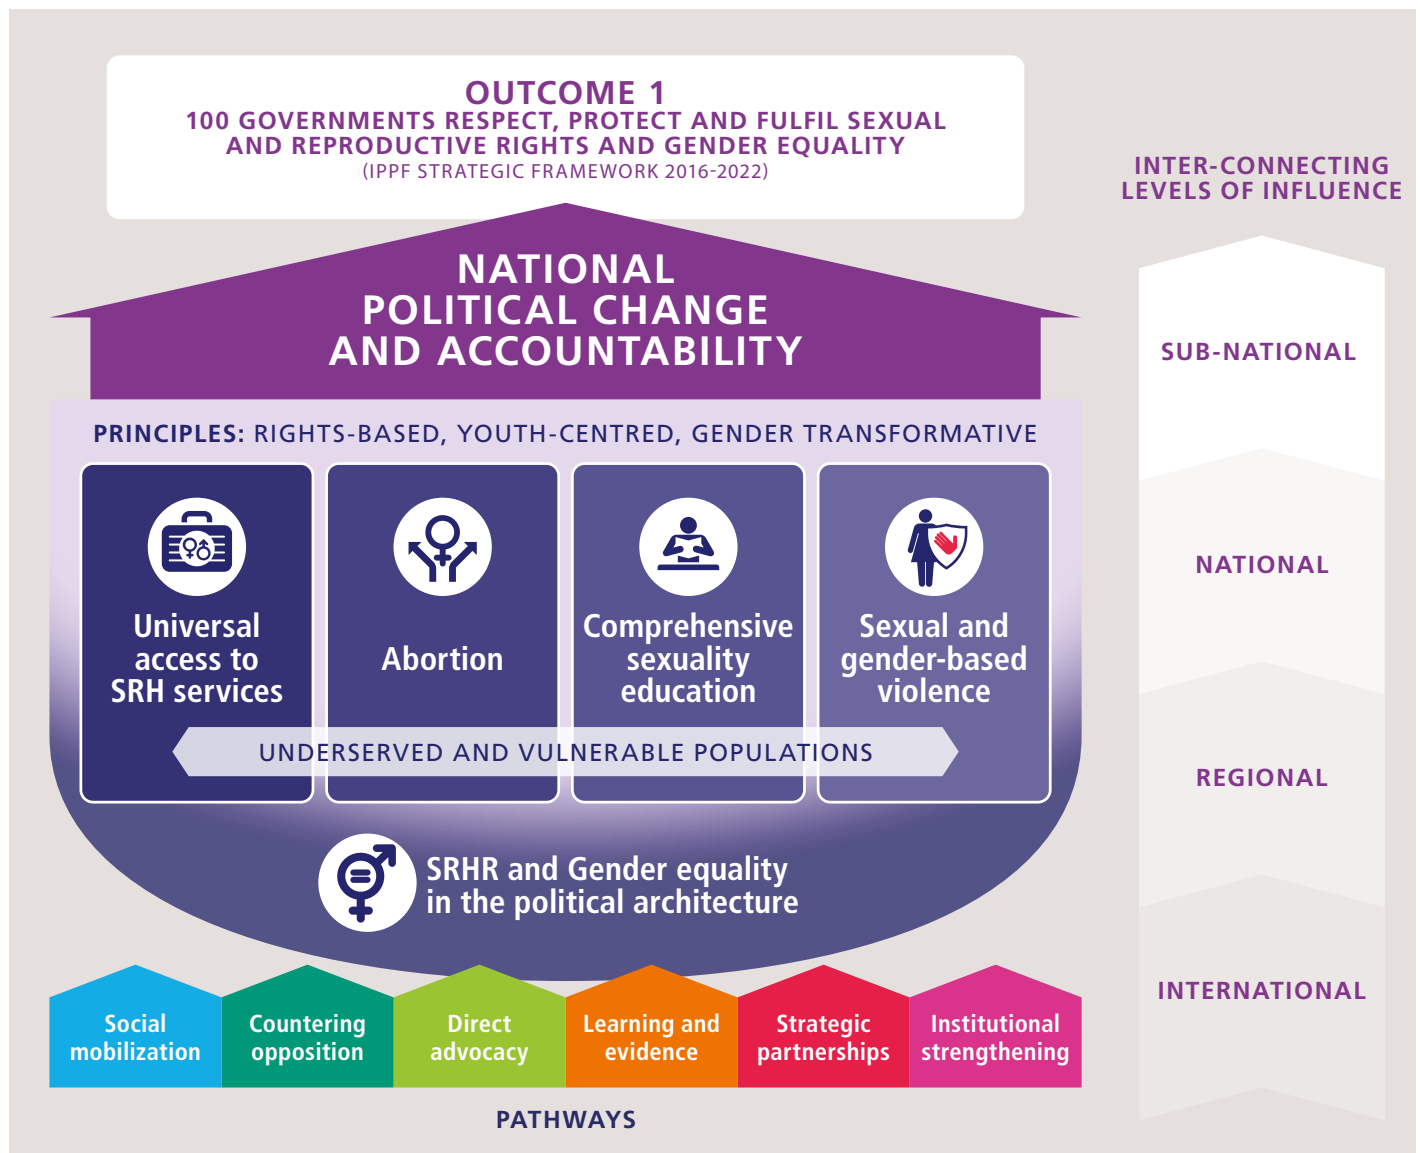 OUTCOME 1
100 GOVERNMENTS RESPECT, PROTECT AND FULFIL SEXUAL
AND REPRODUCTIVE RIGHTS AND GENDER EQUALITY
(IPPF STRATEGIC FRAMEWORK 2016-2022)
NATIONAL
POLITICAL CHANGE
AND ACCOUNTABILITY
PRINCIPLES: RIGHTS-BASED, YOUTH-CENTRED, GENDER TRANSFORMATIVE
Universal
access to
SRH services
Abortion
Comprehensive
sexuality
education
Sexual and
gender-based
violence
UNDERSERVED AND VULNERABLE POPULATIONS
SRHR and Gender equality
in the political architecture
Social
mobilization
Countering
opposition
Direct
advocacy
Learning and
evidence
Strategic
partnerships
Institutional
strengthening
PATHWAYS
INTER-CONNECTING
LEVELS OF INFLUENCE
SUB-NATIONAL
NATIONAL
REGIONAL
INTERNATIONAL